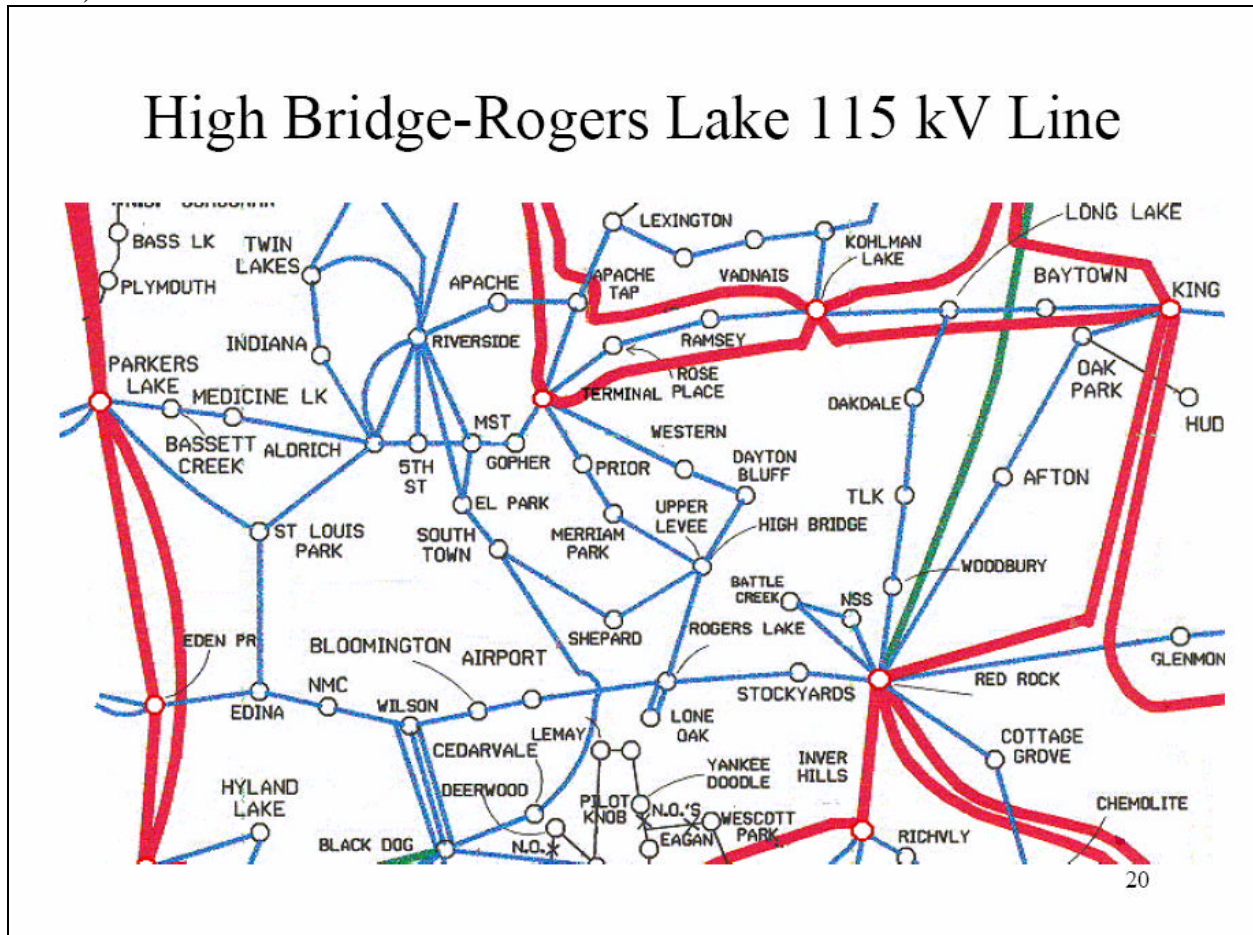 High Bridge-Rogers Lake 115 kV Line
BASS LK
PLYMOUTH
TWIN
LAKES
INDIANA
PARKERS
LAKE
MEDICINE LK
BASSETT
CREEK
ALDRICH
APACHE
RIVERSIDE
5TH
ST
MST
GOPHER
EL PARK
SOUTH
TOWN
ST LOUIS
PARK
LEXINGTON
APACHE
TAP
VADNAIS
KOHLMAN
LAKE
LONG LAKE
BAYTOWN
KING
RAMSEY
ROSE
PLACE
TERMINAL
OAK
PARK
HUD
OAKDALE
WESTERN
PRIOR
DAYTON
BLUFF
UPPER
LEVEE
HIGH BRIDGE
MERRIAM
PARK
TLK
AFTON
WOODBURY
BATTLE
CREEK
NSS
SHEPARD
ROGERS LAKE
EDEN PR
BLOOMINGTON
AIRPORT
NMC
EDINA
WILSON
STOCKYARDS
RED ROCK
GLENMON
LONE
OAK
LEMAY
CEDARVALE
DEERWOOD
YANKEE
DOODLE
INVER
HILLS
COTTAGE
GROVE
HYLAND
LAKE
PILOT
KNOB
N.O.'S
WESCOTT
PARK
EAGAN
CHEMOLITE
BLACK DOG
N.O.
RICHVLY
20